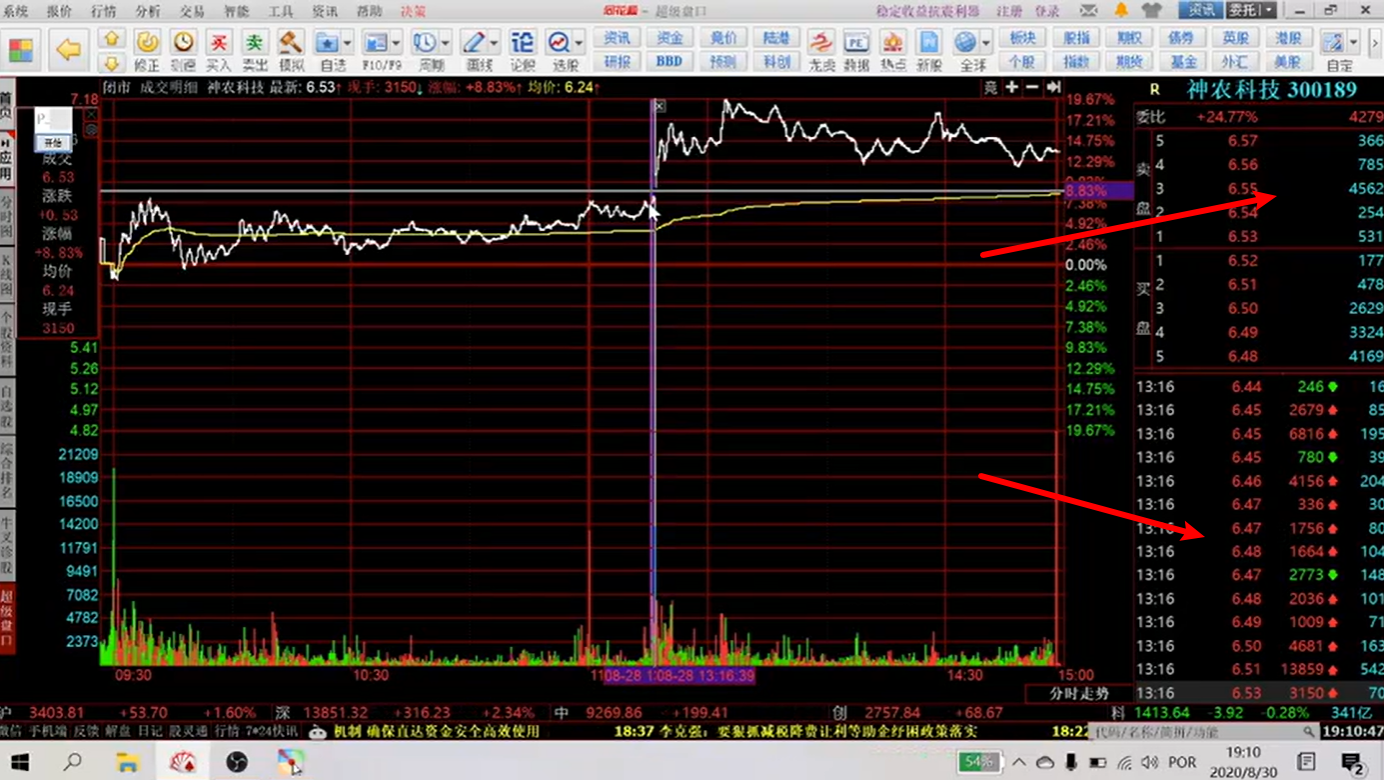 系统 报价 行情 分析 交易 智能 工具 资讯 帮助 决策
同花顺 - 超级盘口
稳定收益抗震利器 注册 登录 资讯 委托
修正 买入 卖出 模拟 自选 F10/F9 周期 画线 论股 选股
资讯 资金 竞价 陆港
研报 BBD 预测 科创
数据 热点 新股 全球
板块 股指 期权 债券 英股 港股
个股 指数 期货 基金 外汇 美股
自定
首页
应用
分时图
K线图
个股资料
自选股
综合排名
牛叉诊股
超级盘口
闭市 成交明细 神农科技 最新: 6.53↑ 现手: 3150↓ 涨幅: +8.83%↑ 均价: 6.24↑
竞
7.18
开始
成交
6.53
涨跌
+0.53
涨幅
+8.83%
均价
6.24
现手
3150
5.41
5.26
5.12
4.97
4.82
21209
18909
16500
14200
11791
9491
7082
4782
2373
19.67%
17.21%
14.75%
12.29%
8.83%
7.38%
4.92%
2.46%
0.00%
2.46%
4.92%
7.38%
9.83%
12.29%
14.75%
17.21%
19.67%
09:30 10:30 08-28 13:16:39 14:30 15:00
分时走势
R 神农科技 300189
委比 +24.77% 4279
卖盘
5 6.57 366
4 6.56 785
3 6.55 4562
2 6.54 254
1 6.53 531
买盘
1 6.52 177
2 6.51 478
3 6.50 2629
4 6.49 3324
5 6.48 4169
13:16 6.44 246 16
13:16 6.45 2679 85
13:16 6.45 6816 195
13:16 6.45 780 39
13:16 6.46 4156 204
13:16 6.47 336 30
13:16 6.47 1756 80
13:16 6.48 1664 104
13:16 6.47 2773 148
13:16 6.48 2036 101
13:16 6.49 1009 71
13:16 6.50 4681 163
13:16 6.51 13859 542
13:16 6.53 3150 70
沪 3403.81 +53.70 +1.60% 深 13851.32 +316.23 +2.34% 中 9269.86 +199.41 创 2757.84 +68.67 科 1413.64 -3.92 -0.28% 341亿
微信 手机端 反馈 解盘 日记 股灵通 行情 7*24快讯 机制 确保直达资金安全高效使用 18:37 李克强：要狠抓减税降费让利等助企纾困政策落实 18:22 代码/名称/简拼/功能 19:10:47
54% POR 19:10
2020/8/30
2